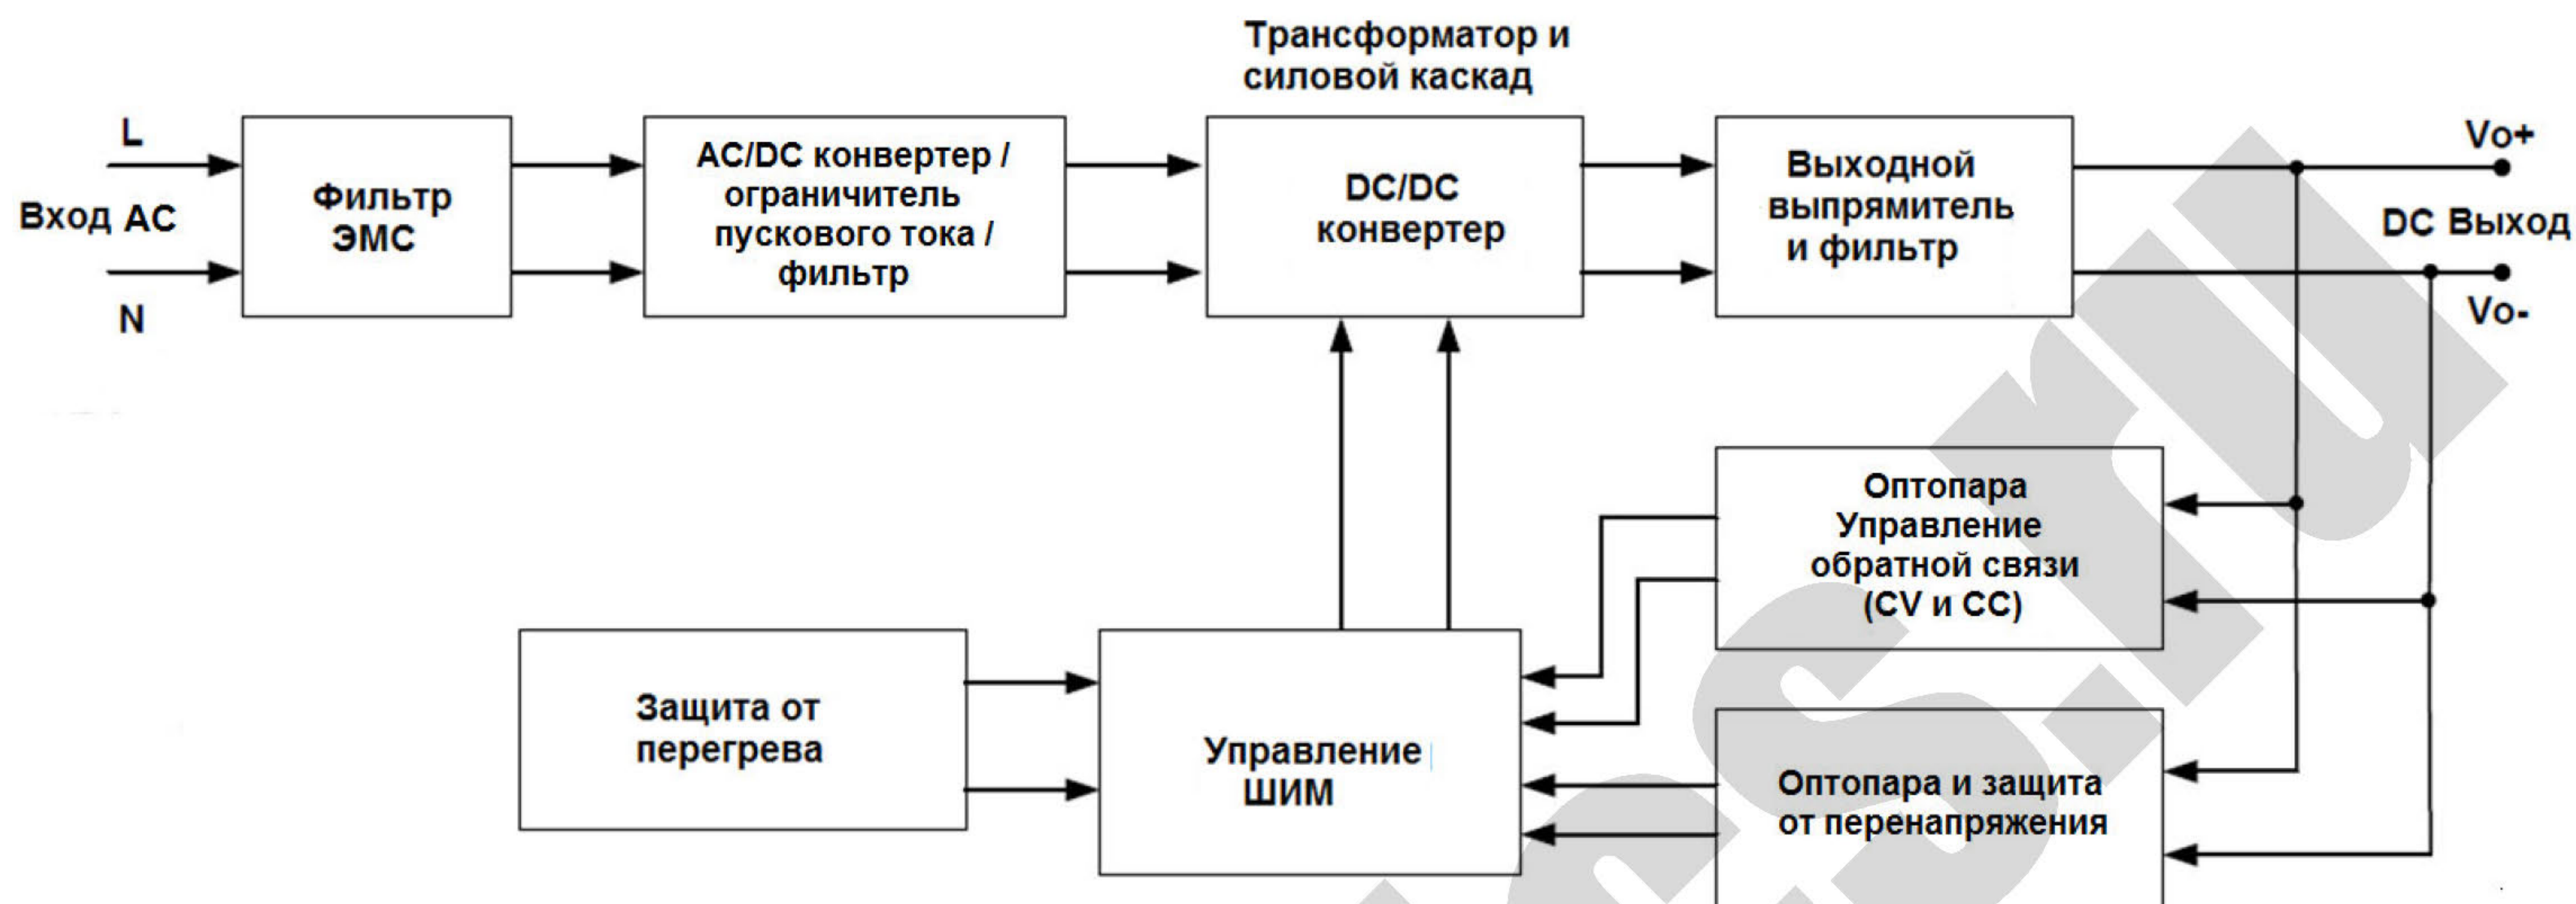 Трансформатор и
силовой каскад
L
Вход AC
N
Фильтр
ЭМС
AC/DC конвертер /
ограничитель
пускового тока /
фильтр
DC/DC
конвертер
Выходной
выпрямитель
и фильтр
Vo+
DC Выход
Vo-
Оптопара
Управление
обратной связи
(CV и CC)
Защита от
перегрева
Управление
ШИМ
Оптопара и защита
от перенапряжения
s.ru